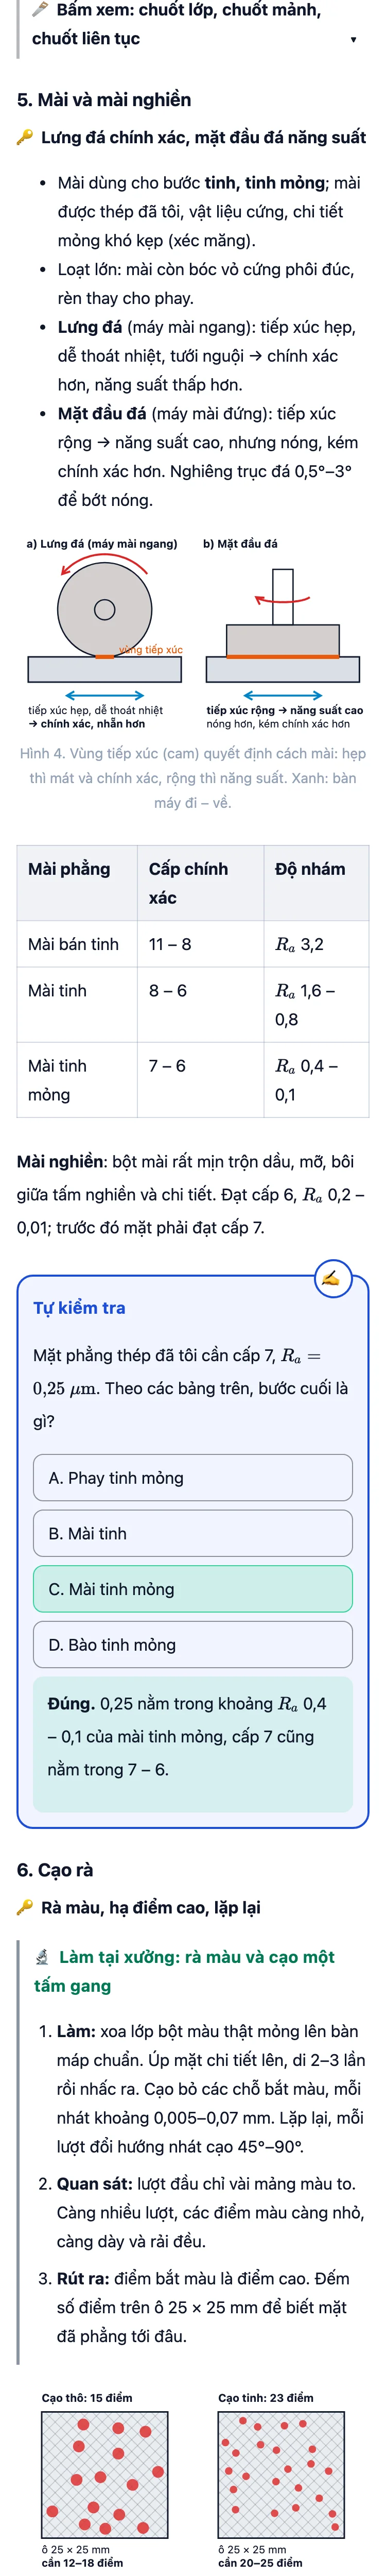 Bấm xem: chuốt lớp, chuốt mảnh,
chuốt liên tục
5. Mài và mài nghiền
Lưng đá chính xác, mặt đầu đá năng suất
• Mài dùng cho bước tinh, tinh mỏng; mài
được thép đã tôi, vật liệu cứng, chi tiết
mỏng khó kẹp (xéc măng).
• Loạt lớn: mài còn bóc vỏ cứng phôi đúc,
rèn thay cho phay.
• Lưng đá (máy mài ngang): tiếp xúc hẹp,
dễ thoát nhiệt, tưới nguội → chính xác
hơn, năng suất thấp hơn.
• Mặt đầu đá (máy mài đứng): tiếp xúc
rộng → năng suất cao, nhưng nóng, kém
chính xác hơn. Nghiêng trục đá 0,5°–3°
để bớt nóng.
a) Lưng đá (máy mài ngang)
vùng tiếp xúc
tiếp xúc hẹp, dễ thoát nhiệt
→ chính xác, nhẵn hơn
b) Mặt đầu đá
tiếp xúc rộng → năng suất cao
nóng hơn, kém chính xác hơn
Hình 4. Vùng tiếp xúc (cam) quyết định cách mài: hẹp
thì mát và chính xác, rộng thì năng suất. Xanh: bàn
máy đi – về.
Mài phẳng | Cấp chính xác | Độ nhám
Mài bán tinh | 11 – 8 | Ra 3,2
Mài tinh | 8 – 6 | Ra 1,6 – 0,8
Mài tinh mỏng | 7 – 6 | Ra 0,4 – 0,1
Mài nghiền: bột mài rất mịn trộn dầu, mỡ, bôi
giữa tấm nghiền và chi tiết. Đạt cấp 6, Ra 0,2 –
0,01; trước đó mặt phải đạt cấp 7.
Tự kiểm tra
Mặt phẳng thép đã tôi cần cấp 7, Ra =
0,25 μm. Theo các bảng trên, bước cuối là
gì?
A. Phay tinh mỏng
B. Mài tinh
C. Mài tinh mỏng
D. Bào tinh mỏng
Đúng. 0,25 nằm trong khoảng Ra 0,4
– 0,1 của mài tinh mỏng, cấp 7 cũng
nằm trong 7 – 6.
6. Cạo rà
Rà màu, hạ điểm cao, lặp lại
Làm tại xưởng: rà màu và cạo một
tấm gang
1. Làm: xoa lớp bột màu thật mỏng lên bàn
máp chuẩn. Úp mặt chi tiết lên, di 2–3 lần
rồi nhấc ra. Cạo bỏ các chỗ bắt màu, mỗi
nhát khoảng 0,005–0,07 mm. Lặp lại, mỗi
lượt đổi hướng nhát cạo 45°–90°.
2. Quan sát: lượt đầu chỉ vài mảng màu to.
Càng nhiều lượt, các điểm màu càng nhỏ,
càng dày và rải đều.
3. Rút ra: điểm bắt màu là điểm cao. Đếm
số điểm trên ô 25 × 25 mm để biết mặt
đã phẳng tới đâu.
Cạo thô: 15 điểm
ô 25 × 25 mm
cần 12–18 điểm
Cạo tinh: 23 điểm
ô 25 × 25 mm
cần 20–25 điểm